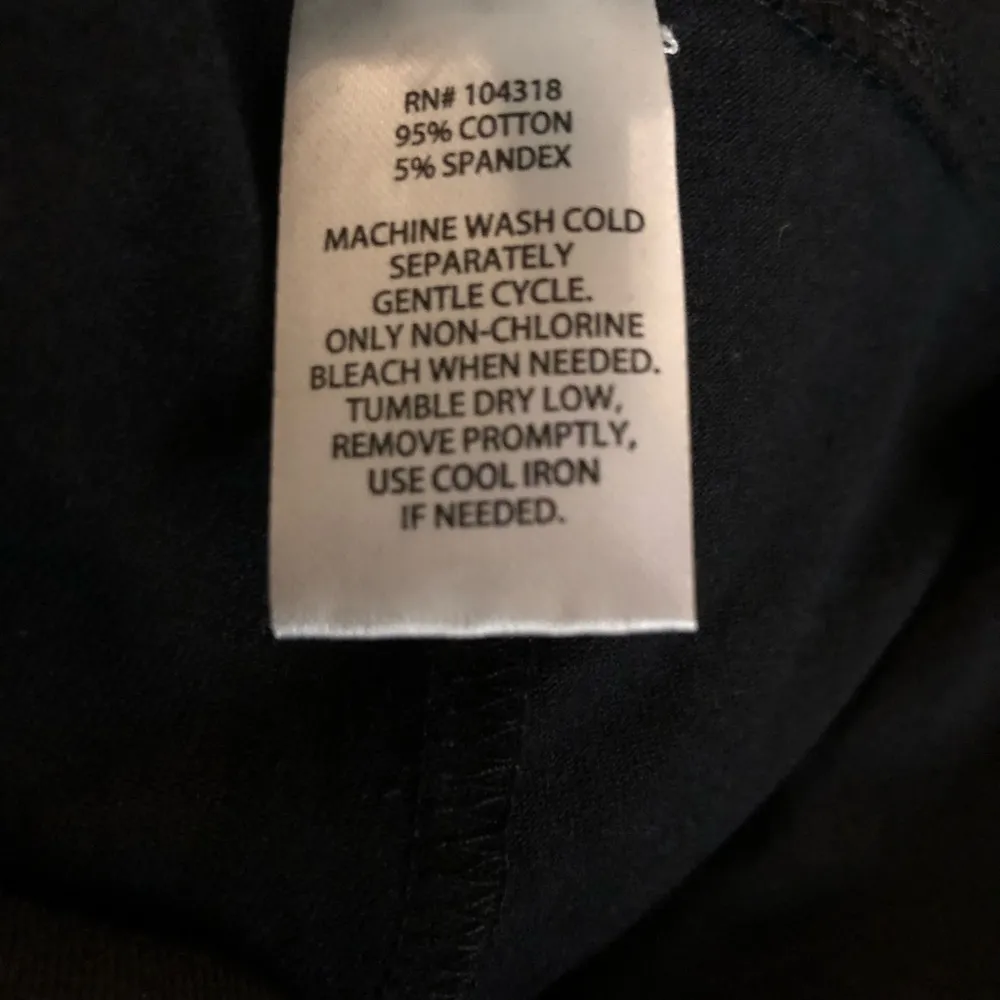 RN# 104318
95% COTTON
5% SPANDEX
MACHINE WASH COLD
SEPARATELY
GENTLE CYCLE.
ONLY NON-CHLORINE
BLEACH WHEN NEEDED.
TUMBLE DRY LOW,
REMOVE PROMPTLY,
USE COOL IRON
IF NEEDED.